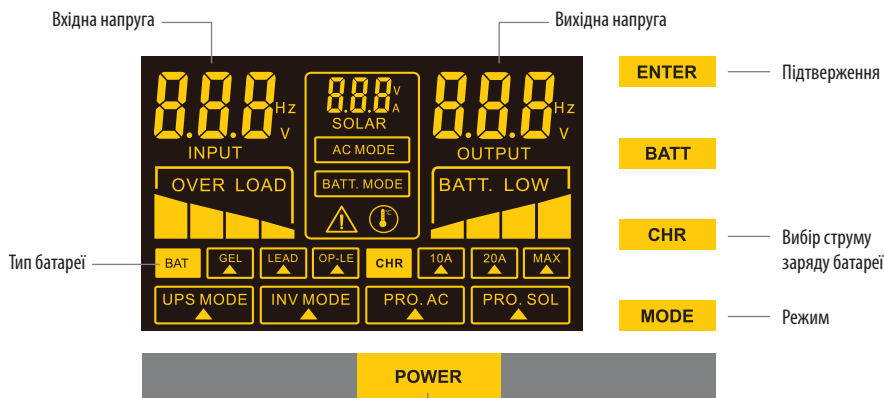 Вхідна напруга
Вихідна напруга
8.8.8 Hz V
INPUT
8.8.8 V A
SOLAR
AC MODE
BATT. MODE
°C
8.8.8 Hz V
OUTPUT
OVER LOAD
BATT. LOW
ENTER
Підтверження
BATT
CHR
Вибір струму
заряду батареї
MODE
Режим
Тип батареї
BAT GEL LEAD OP-LE CHR 10A 20A MAX
UPS MODE INV MODE PRO. AC PRO. SOL
POWER